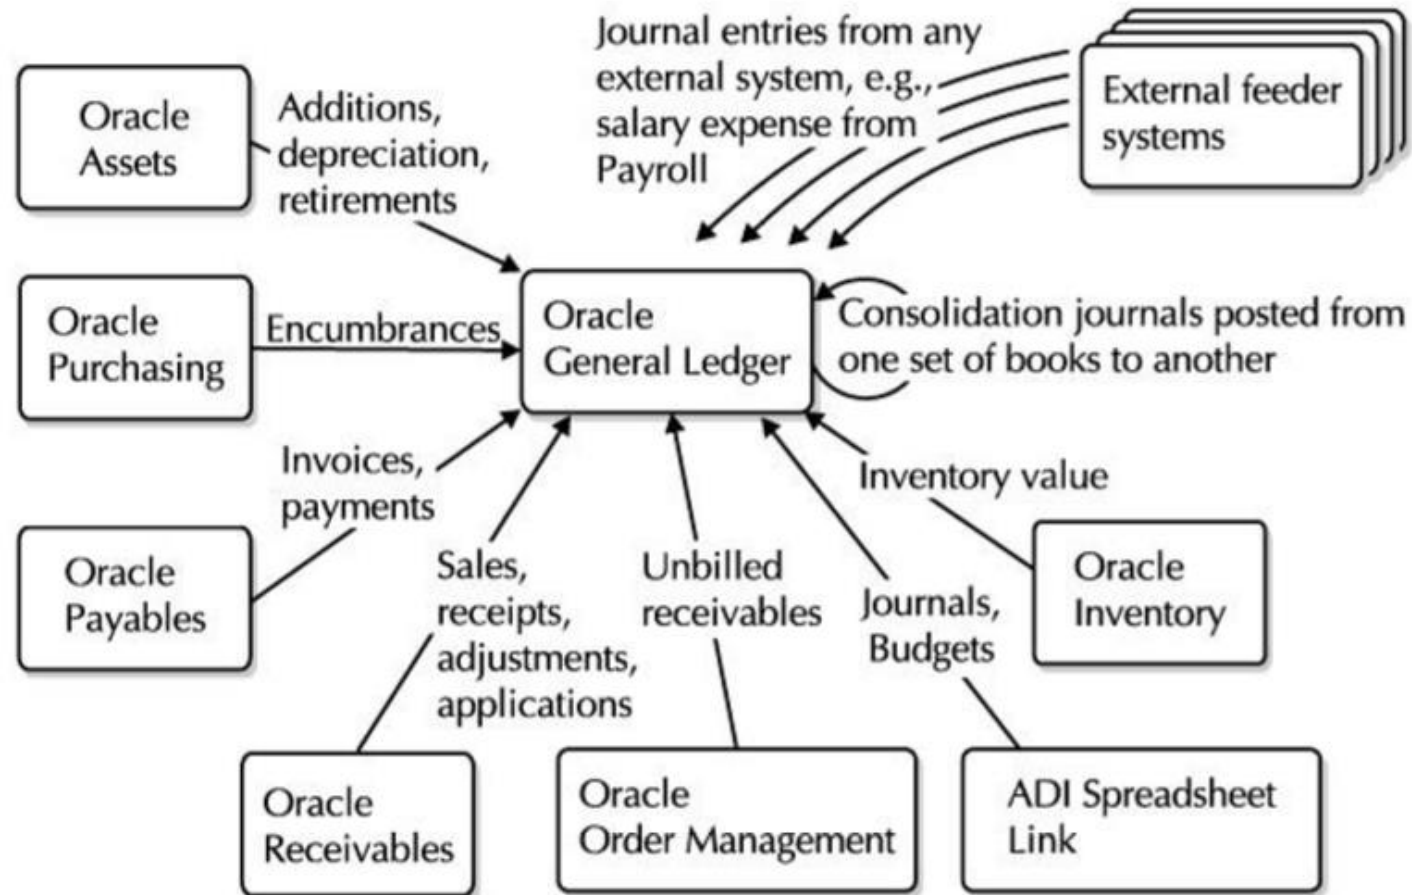 Journal entries from any
external system, e.g.,
salary expense from
Payroll
External feeder
systems
Oracle
Assets
Additions,
depreciation,
retirements
Oracle
Purchasing
Encumbrances
Oracle
General Ledger
Consolidation journals posted from
one set of books to another
Invoices,
payments
Inventory value
Oracle
Payables
Sales,
receipts,
adjustments,
applications
Unbilled
receivables
Journals,
Budgets
Oracle
Inventory
Oracle
Receivables
Oracle
Order Management
ADI Spreadsheet
Link